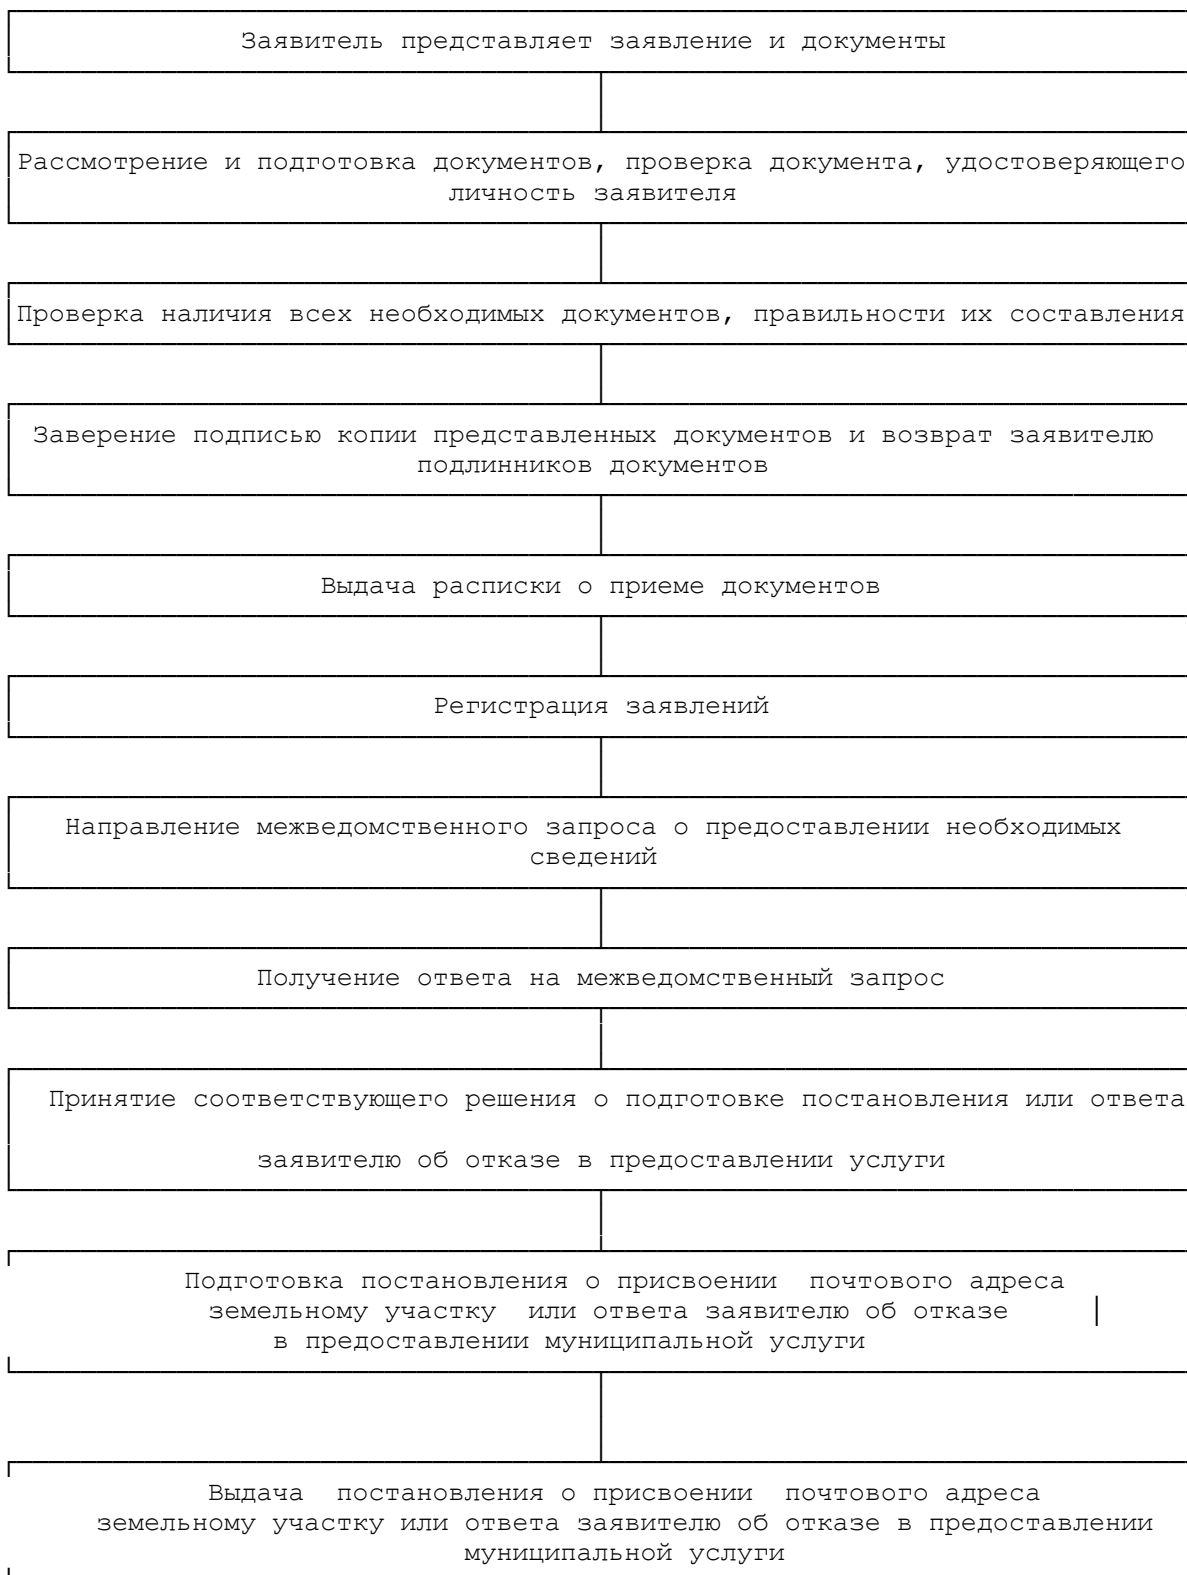 Заявитель представляет заявление и документы
Рассмотрение и подготовка документов, проверка документа, удостоверяющего
личность заявителя
Проверка наличия всех необходимых документов, правильности их составления
Заверение подписью копии представленных документов и возврат заявителю
подлинников документов
Выдача расписки о приеме документов
Регистрация заявлений
Направление межведомственного запроса о предоставлении необходимых
сведений
Получение ответа на межведомственный запрос
Принятие соответствующего решения о подготовке постановления или ответа
заявителю об отказе в предоставлении услуги
Подготовка постановления о присвоении почтового адреса
земельному участку или ответа заявителю об отказе
в предоставлении муниципальной услуги
Выдача постановления о присвоении почтового адреса
земельному участку или ответа заявителю об отказе в предоставлении
муниципальной услуги